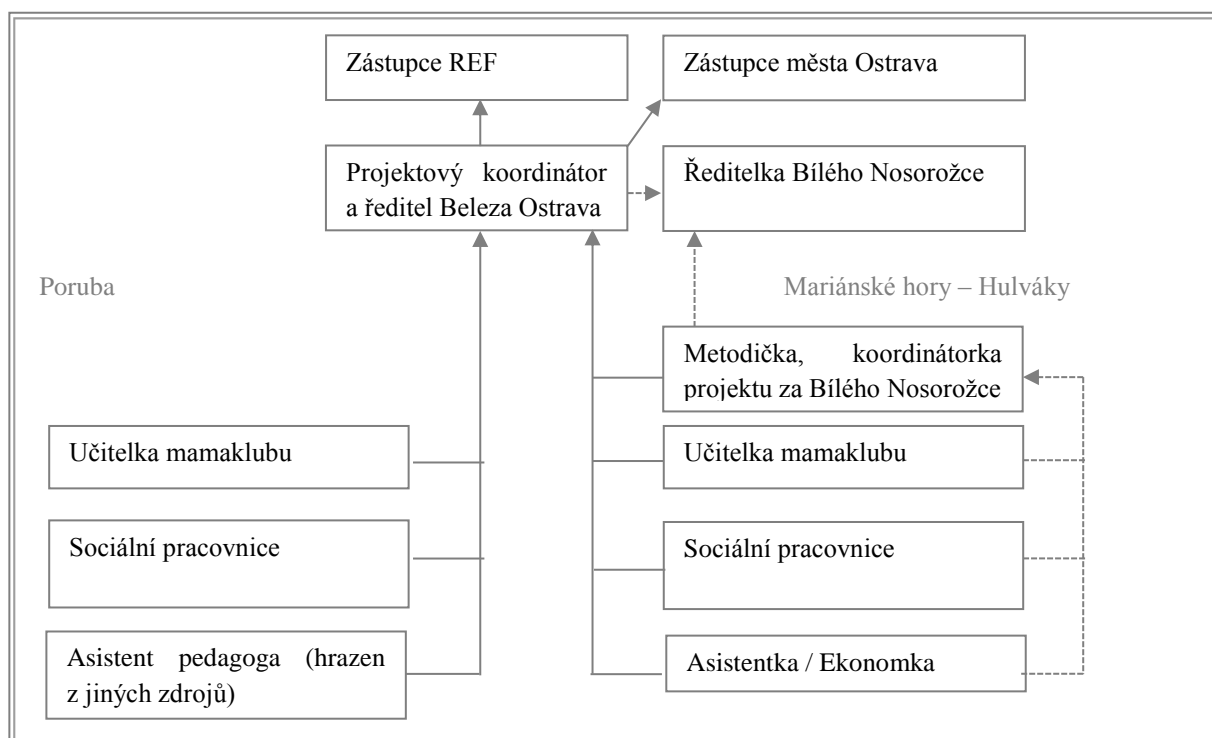 Zástupce REF
Zástupce města Ostrava
Projektový koordinátor
a ředitel Beleza Ostrava
Ředitelka Bílého Nosorožce
Poruba
Mariánské hory – Hulváky
Metodička, koordinátorka
projektu za Bílého Nosorožce
Učitelka mamaklubu
Učitelka mamaklubu
Sociální pracovnice
Sociální pracovnice
Asistent pedagoga (hrazen
z jiných zdrojů)
Asistentka / Ekonomka